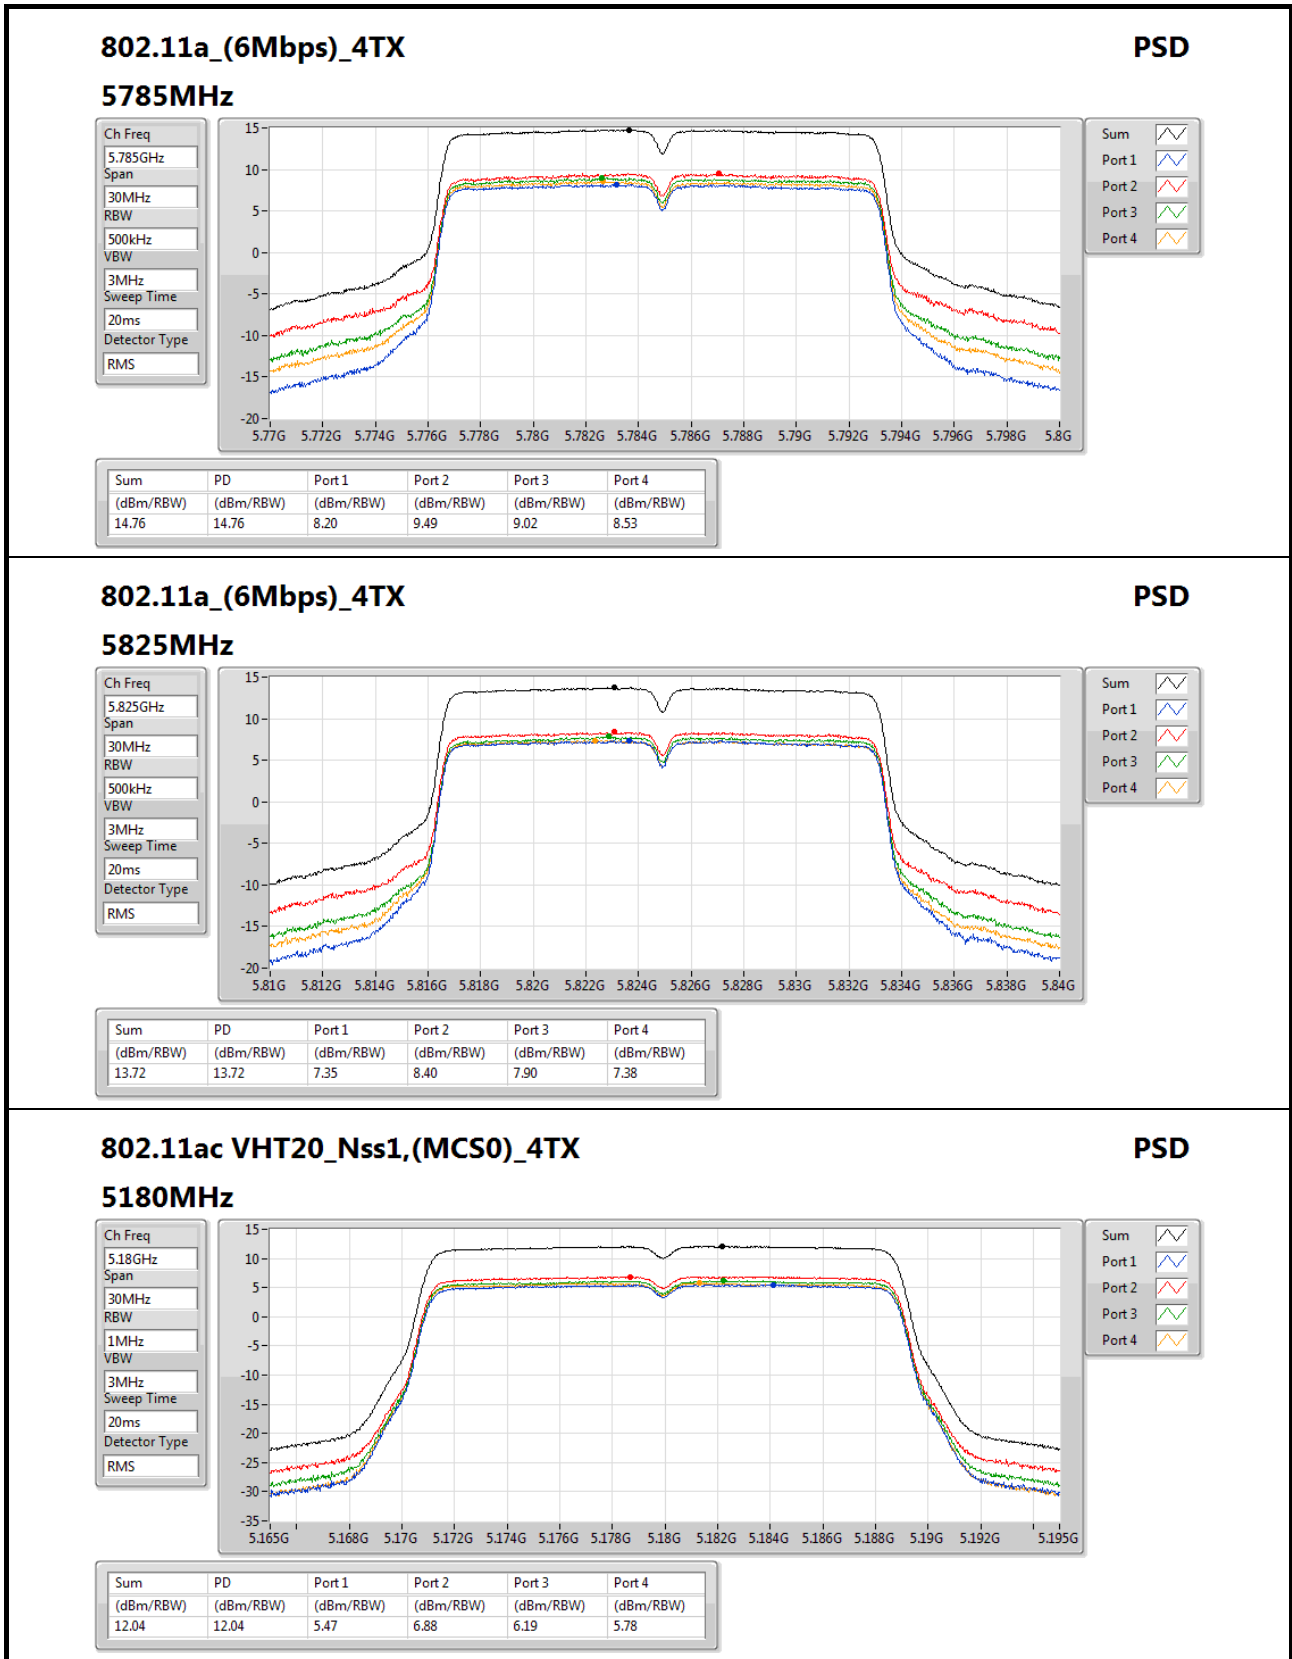 802.11a_(6Mbps)_4TX PSD
5785MHz
Ch Freq
5.785GHz
Span
30MHz
RBW
500kHz
VBW
3MHz
Sweep Time
20ms
Detector Type
RMS
15
10
5
0
-5
-10
-15
-20
5.77G 5.772G 5.774G 5.776G 5.778G 5.78G 5.782G 5.784G 5.786G 5.788G 5.79G 5.792G 5.794G 5.796G 5.798G 5.8G
Sum
Port 1
Port 2
Port 3
Port 4
Sum PD Port 1 Port 2 Port 3 Port 4
(dBm/RBW) (dBm/RBW) (dBm/RBW) (dBm/RBW) (dBm/RBW) (dBm/RBW)
14.76 14.76 8.20 9.49 9.02 8.53
802.11a_(6Mbps)_4TX PSD
5825MHz
Ch Freq
5.825GHz
Span
30MHz
RBW
500kHz
VBW
3MHz
Sweep Time
20ms
Detector Type
RMS
15
10
5
0
-5
-10
-15
-20
5.81G 5.812G 5.814G 5.816G 5.818G 5.82G 5.822G 5.824G 5.826G 5.828G 5.83G 5.832G 5.834G 5.836G 5.838G 5.84G
Sum
Port 1
Port 2
Port 3
Port 4
Sum PD Port 1 Port 2 Port 3 Port 4
(dBm/RBW) (dBm/RBW) (dBm/RBW) (dBm/RBW) (dBm/RBW) (dBm/RBW)
13.72 13.72 7.35 8.40 7.90 7.38
802.11ac VHT20_Nss1,(MCS0)_4TX PSD
5180MHz
Ch Freq
5.18GHz
Span
30MHz
RBW
1MHz
VBW
3MHz
Sweep Time
20ms
Detector Type
RMS
15
10
5
0
-5
-10
-15
-20
-25
-30
-35
5.165G 5.168G 5.17G 5.172G 5.174G 5.176G 5.178G 5.18G 5.182G 5.184G 5.186G 5.188G 5.19G 5.192G 5.195G
Sum
Port 1
Port 2
Port 3
Port 4
Sum PD Port 1 Port 2 Port 3 Port 4
(dBm/RBW) (dBm/RBW) (dBm/RBW) (dBm/RBW) (dBm/RBW) (dBm/RBW)
12.04 12.04 5.47 6.88 6.19 5.78